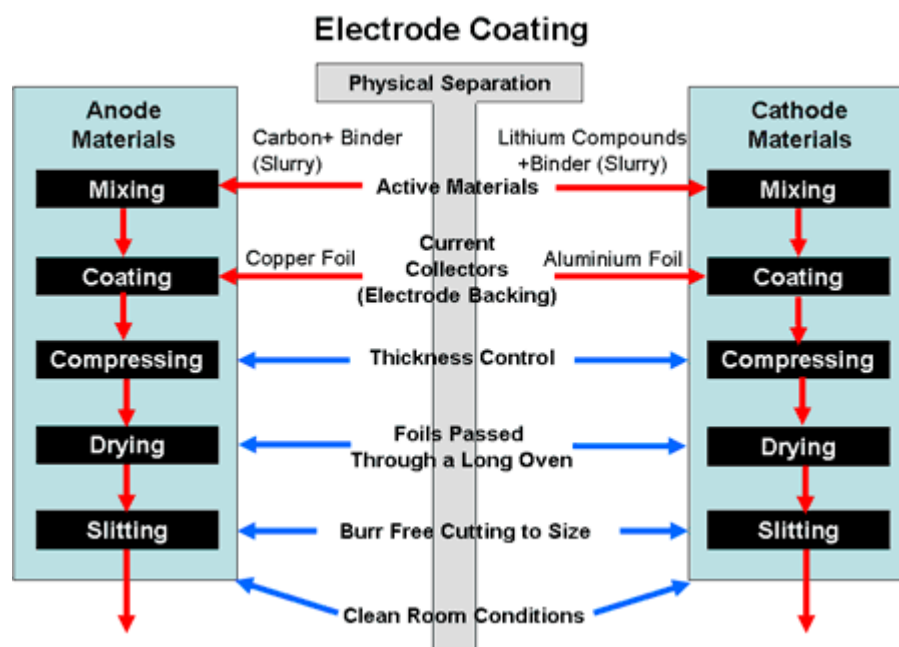 Electrode Coating
Physical Separation
Anode
Materials
Carbon+ Binder
(Slurry)
Lithium Compounds
+Binder (Slurry)
Cathode
Materials
Mixing
Active Materials
Mixing
Coating
Copper Foil
Current
Collectors
(Electrode Backing)
Aluminium Foil
Coating
Compressing
Thickness Control
Compressing
Drying
Foils Passed
Through a Long Oven
Drying
Slitting
Burr Free Cutting to Size
Slitting
Clean Room Conditions